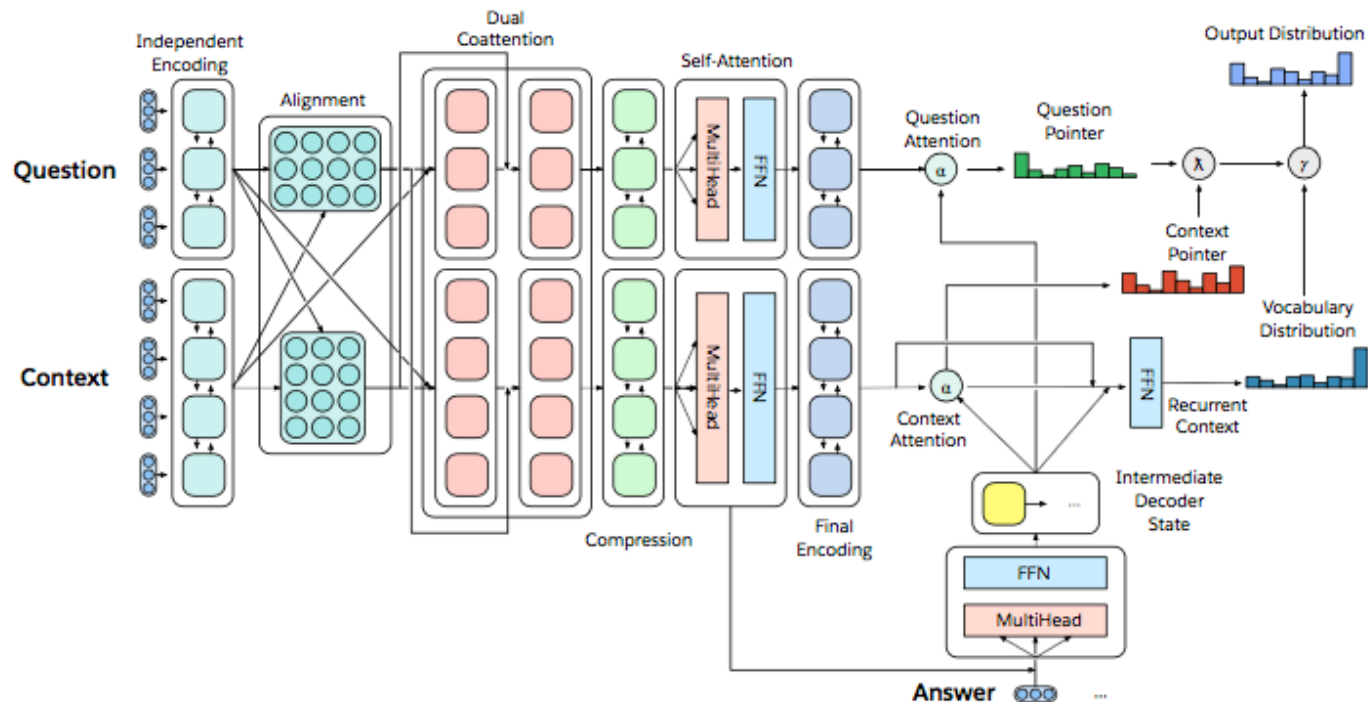 Dual
Coattention
Output Distribution
Independent
Encoding
Self-Attention
Alignment
Question
Attention
Question
Pointer
MultiHead
FFN
Question
α
λ
γ
Context
Pointer
Vocabulary
Distribution
Context
MultiHead
FFN
α
Context
Attention
FFN
Recurrent
Context
Compression
Final
Encoding
...
Intermediate
Decoder
State
FFN
MultiHead
Answer
...